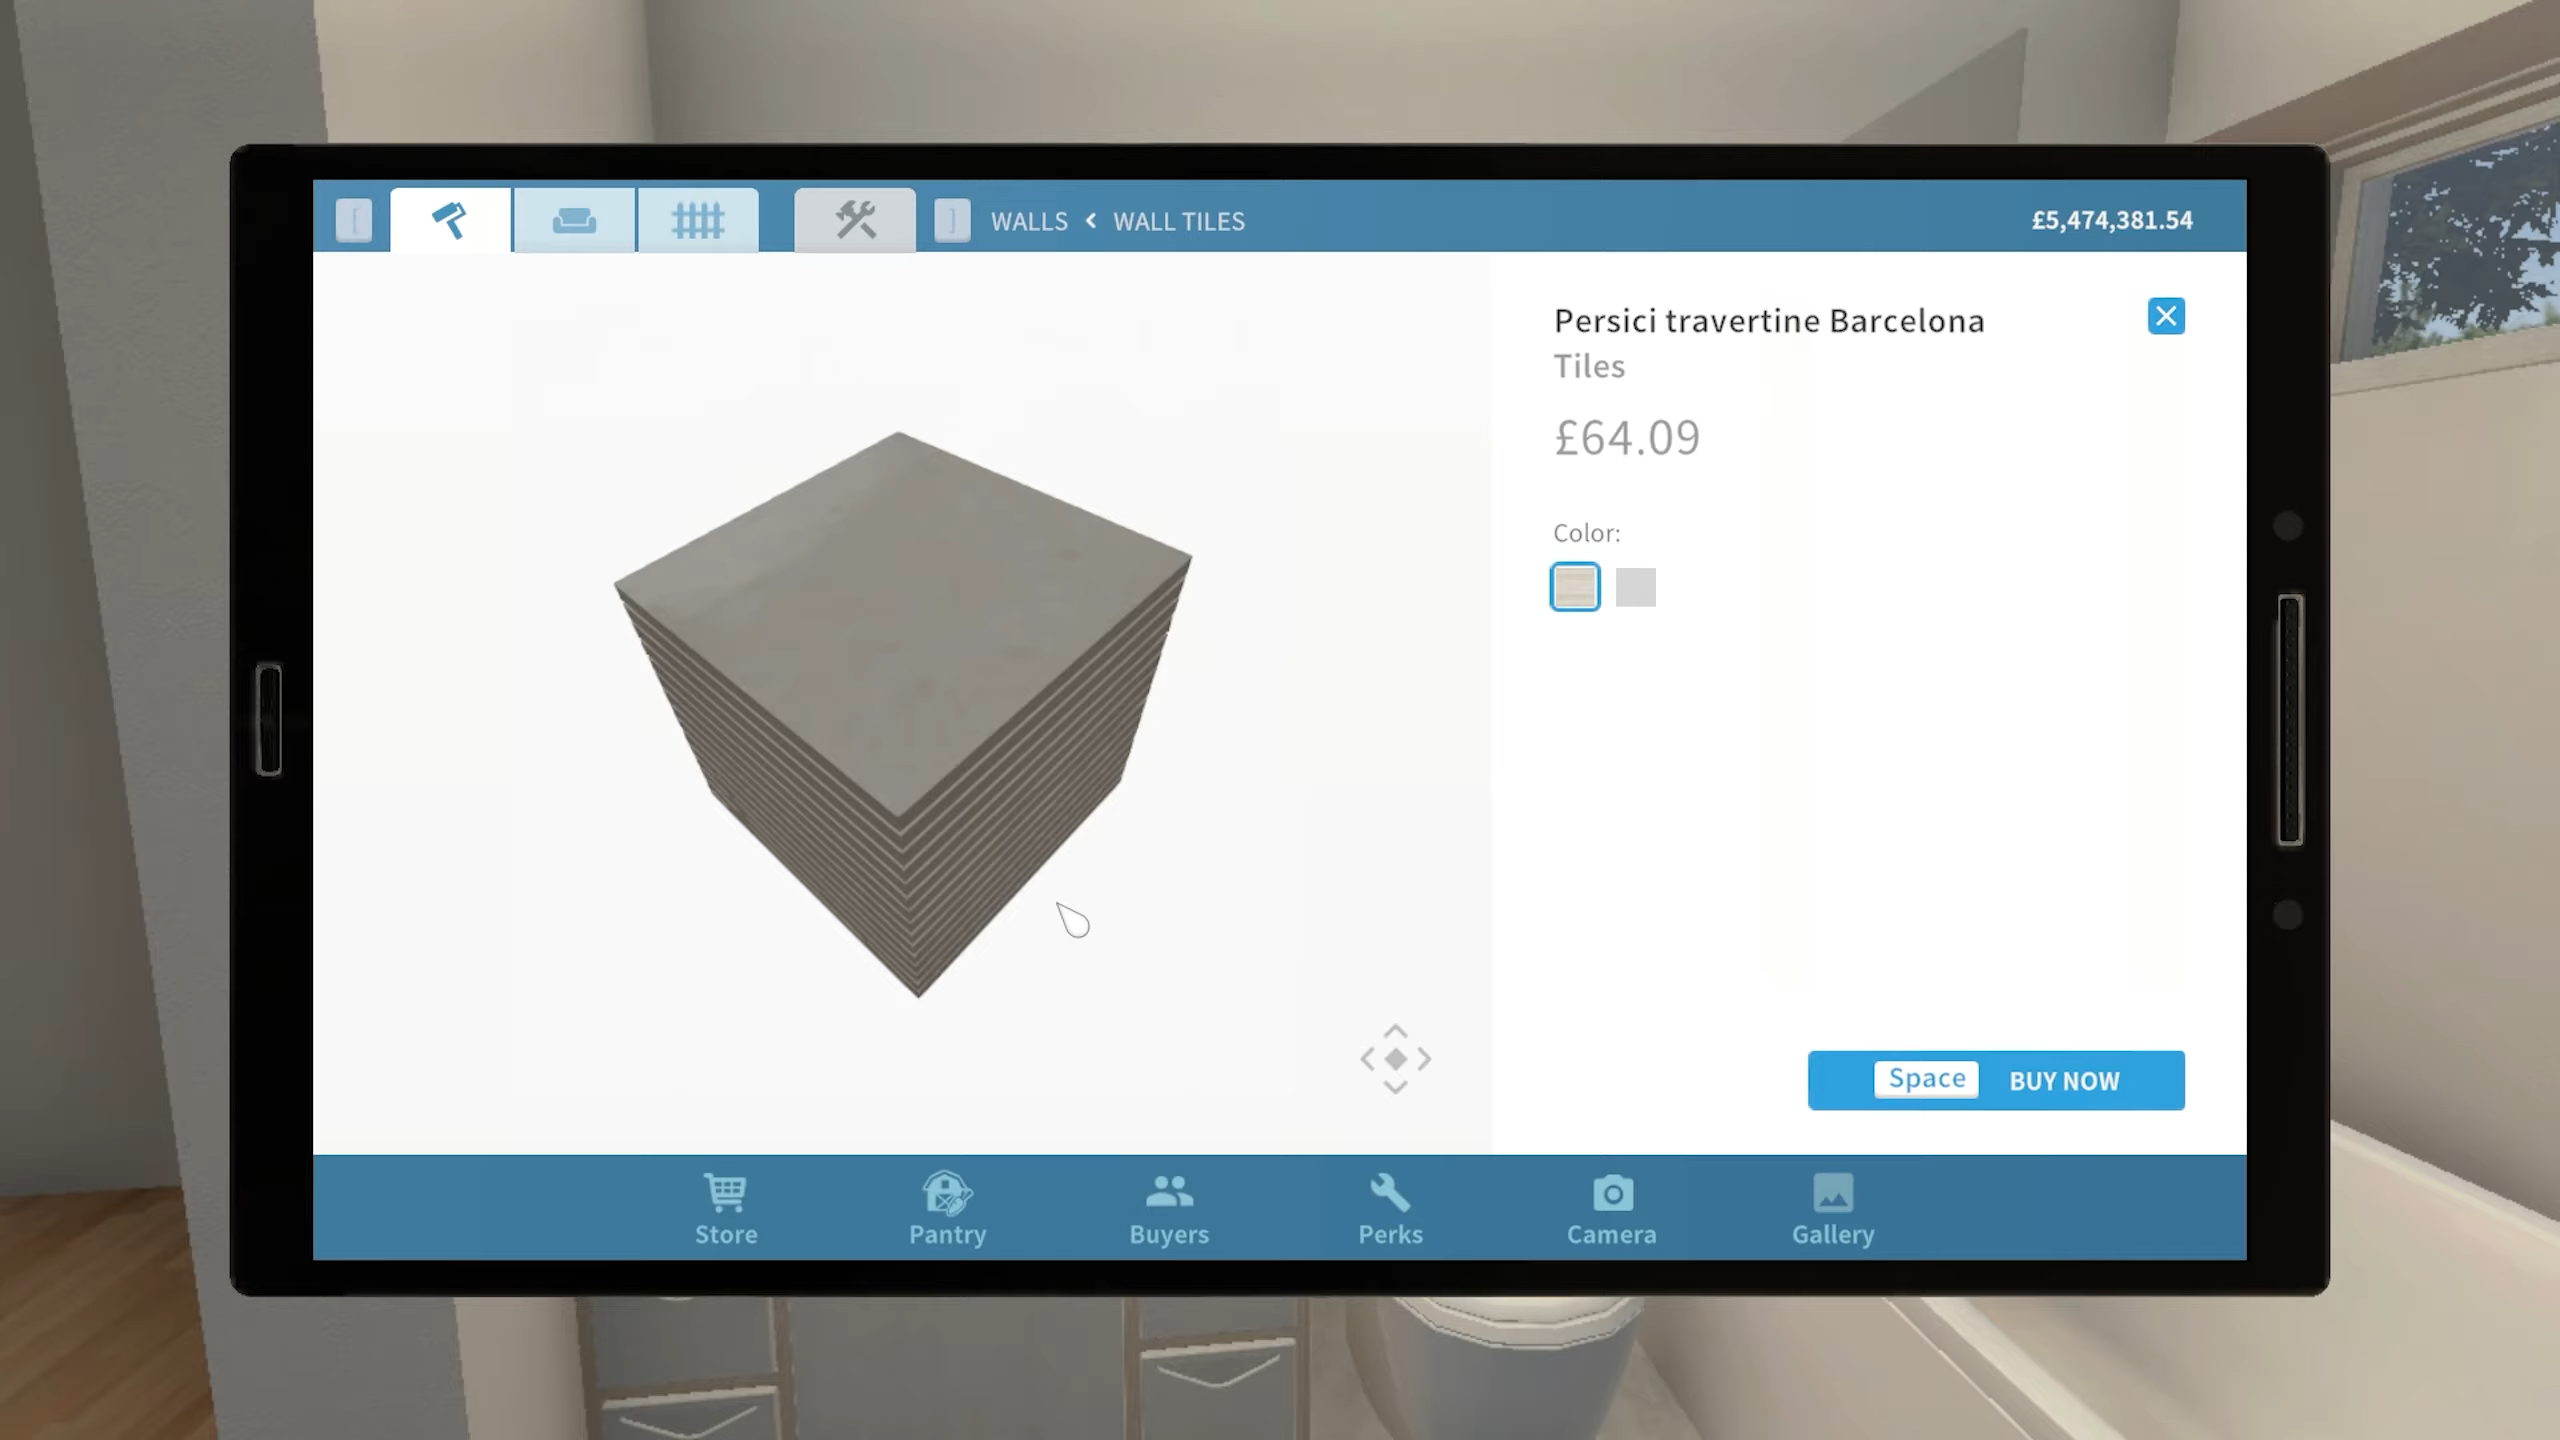 [
]
WALLS < WALL TILES
£5,474,381.54
Persici travertine Barcelona
Tiles
£64.09
Color:
Space BUY NOW
Store
Pantry
Buyers
Perks
Camera
Gallery